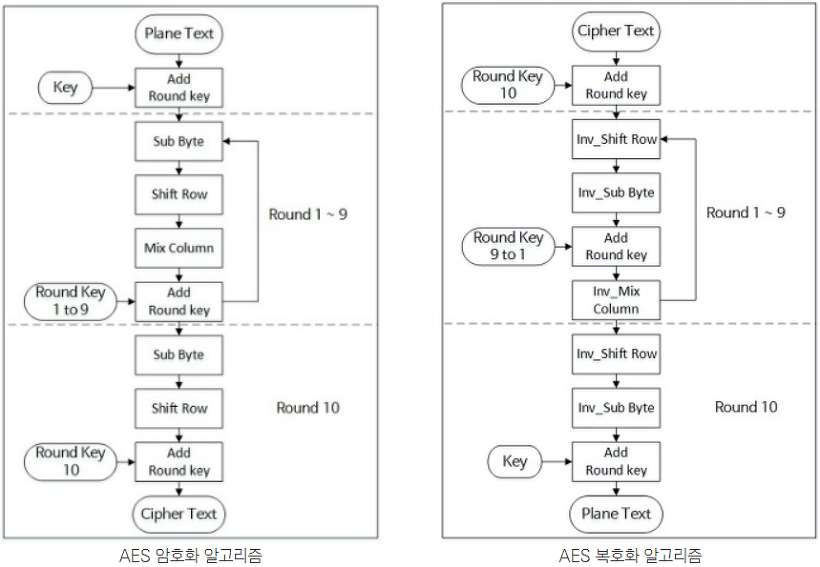 Plane Text
Key
Add
Round key
Sub Byte
Shift Row
Mix Column
Round 1 ~ 9
Round Key
1 to 9
Add
Round key
Sub Byte
Shift Row
Round 10
Round Key
10
Add
Round key
Cipher Text
AES 암호화 알고리즘
Cipher Text
Round Key
10
Add
Round key
Inv_Shift Row
Inv_Sub Byte
Round 1 ~ 9
Round Key
9 to 1
Add
Round key
Inv_Mix
Column
Inv_Shift Row
Inv_Sub Byte
Round 10
Key
Add
Round key
Plane Text
AES 복호화 알고리즘